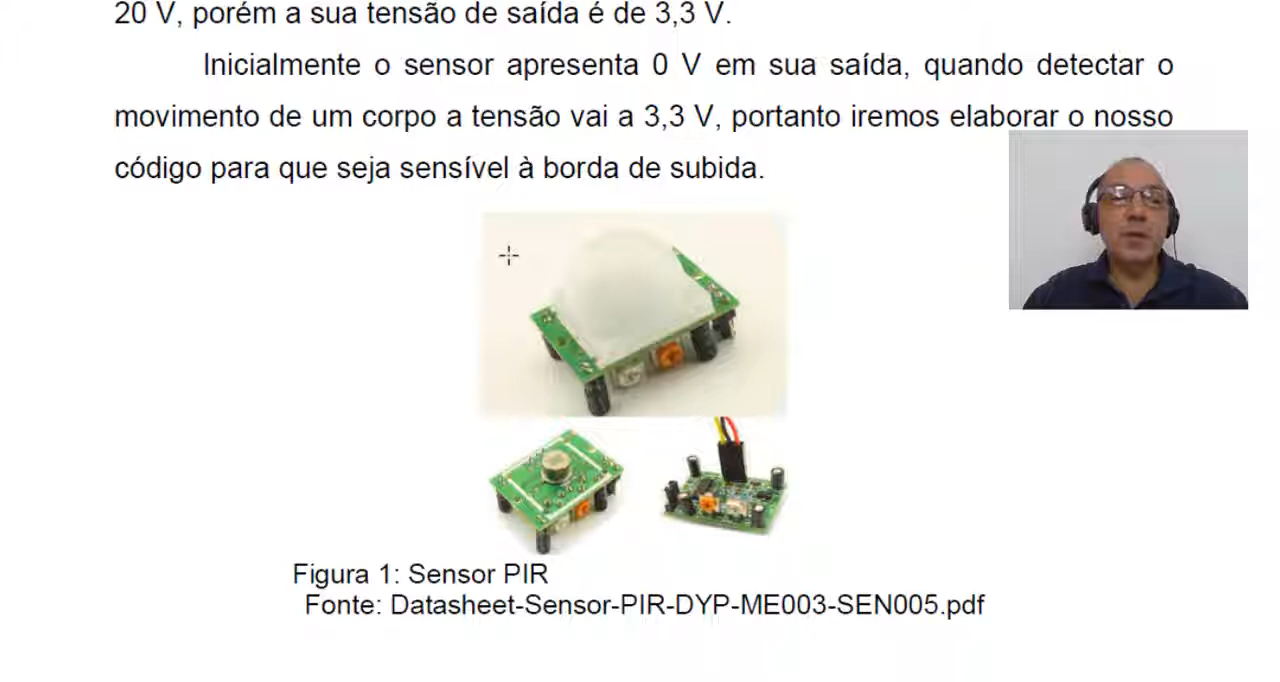 20 V, porém a sua tensão de saída é de 3,3 V.
Inicialmente o sensor apresenta 0 V em sua saída, quando detectar o
movimento de um corpo a tensão vai a 3,3 V, portanto iremos elaborar o nosso
código para que seja sensível à borda de subida.
Figura 1: Sensor PIR
Fonte: Datasheet-Sensor-PIR-DYP-ME003-SEN005.pdf